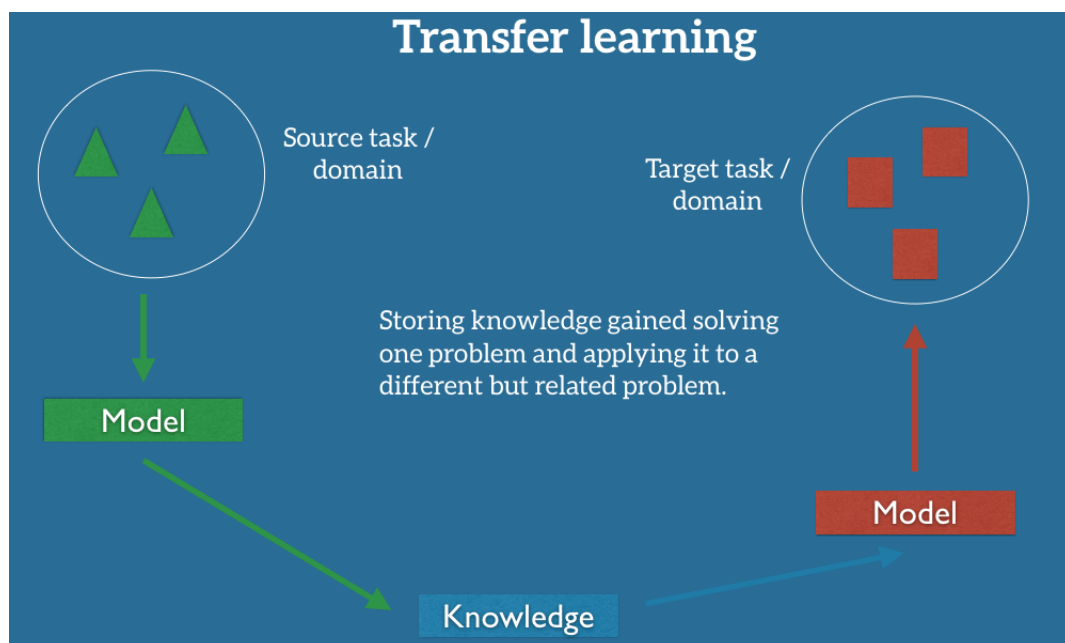 Transfer learning
Source task /
domain
Target task /
domain
Storing knowledge gained solving
one problem and applying it to a
different but related problem.
Model
Model
Knowledge